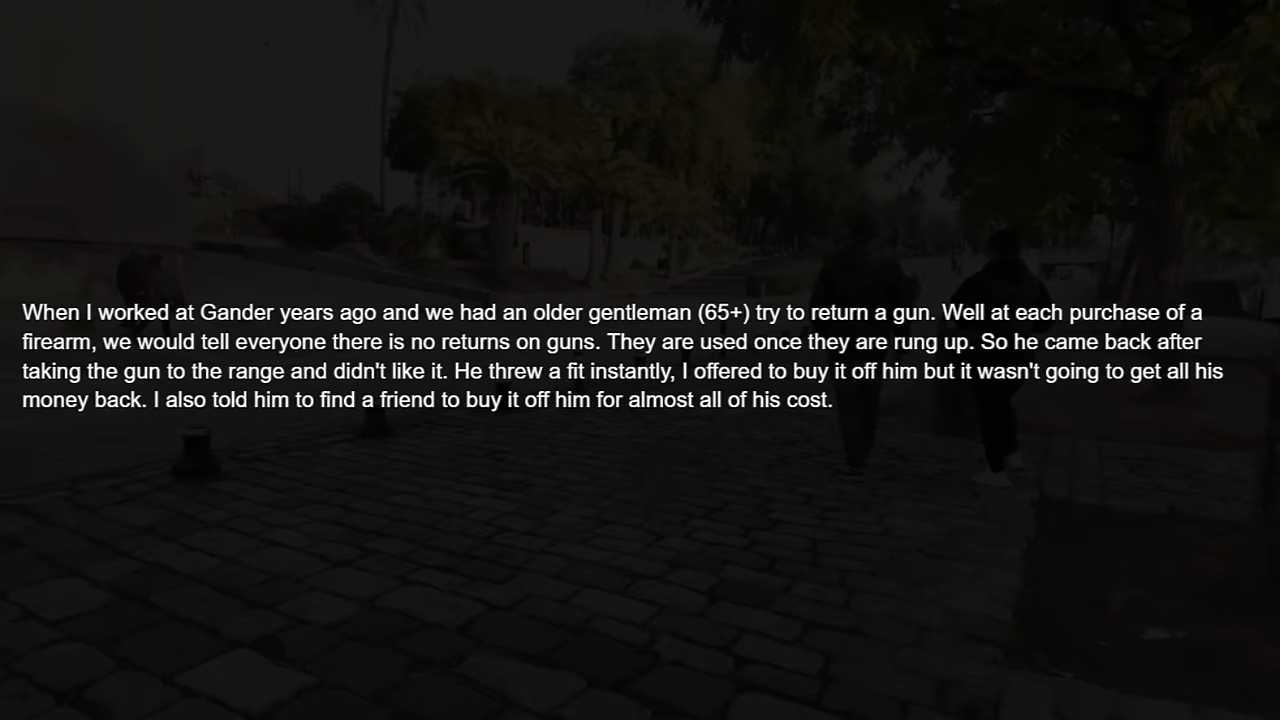 When I worked at Gander years ago and we had an older gentleman (65+) try to return a gun. Well at each purchase of a
firearm, we would tell everyone there is no returns on guns. They are used once they are rung up. So he came back after
taking the gun to the range and didn't like it. He threw a fit instantly, I offered to buy it off him but it wasn't going to get all his
money back. I also told him to find a friend to buy it off him for almost all of his cost.